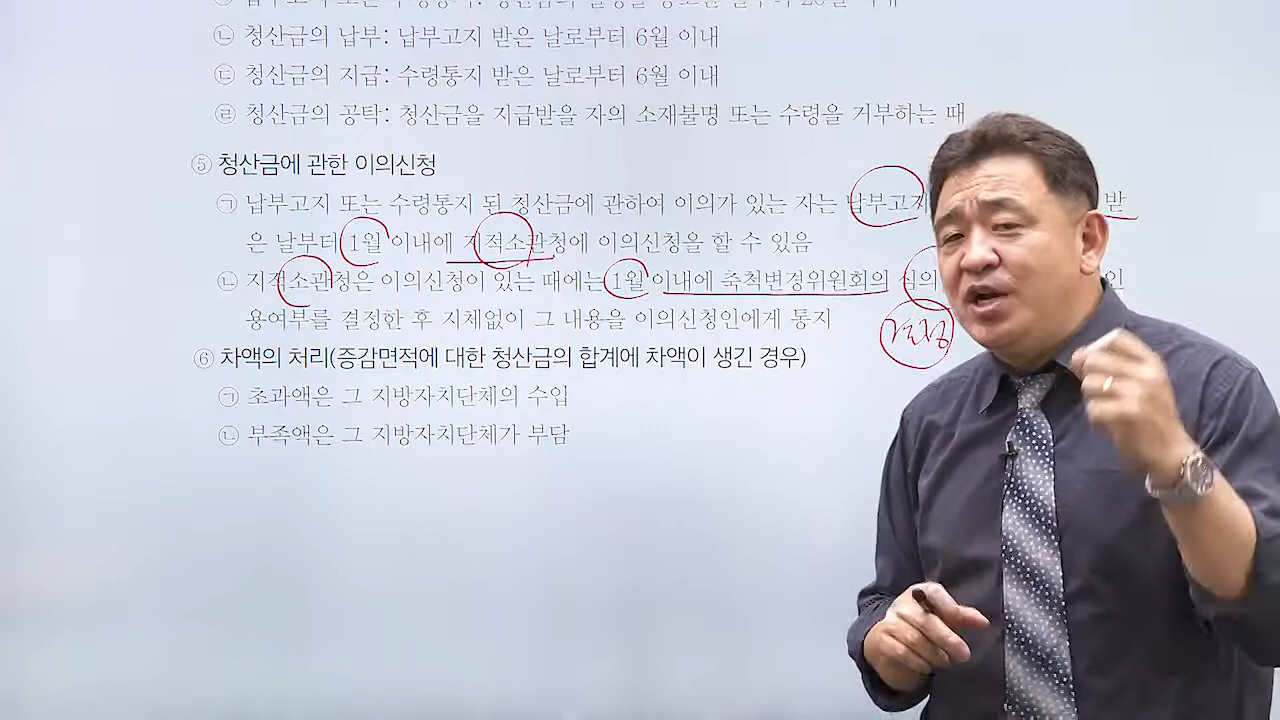 ㉡ 청산금의 납부: 납부고지 받은 날로부터 6월 이내
㉢ 청산금의 지급: 수령통지 받은 날로부터 6월 이내
㉣ 청산금의 공탁: 청산금을 지급받을 자의 소재불명 또는 수령을 거부하는 때
⑤ 청산금에 관한 이의신청
㉠ 납부고지 또는 수령통지 된 청산금에 관하여 이의가 있는 자는 납부고지 받
은 날부터 1월 이내에 지적소관청에 이의신청을 할 수 있음
㉡ 지적소관청은 이의신청이 있는 때에는 1월 이내에 축척변경위원회의 심의 인
용여부를 결정한 후 지체없이 그 내용을 이의신청인에게 통지
⑥ 차액의 처리(증감면적에 대한 청산금의 합계에 차액이 생긴 경우)
㉠ 초과액은 그 지방자치단체의 수입
㉡ 부족액은 그 지방자치단체가 부담